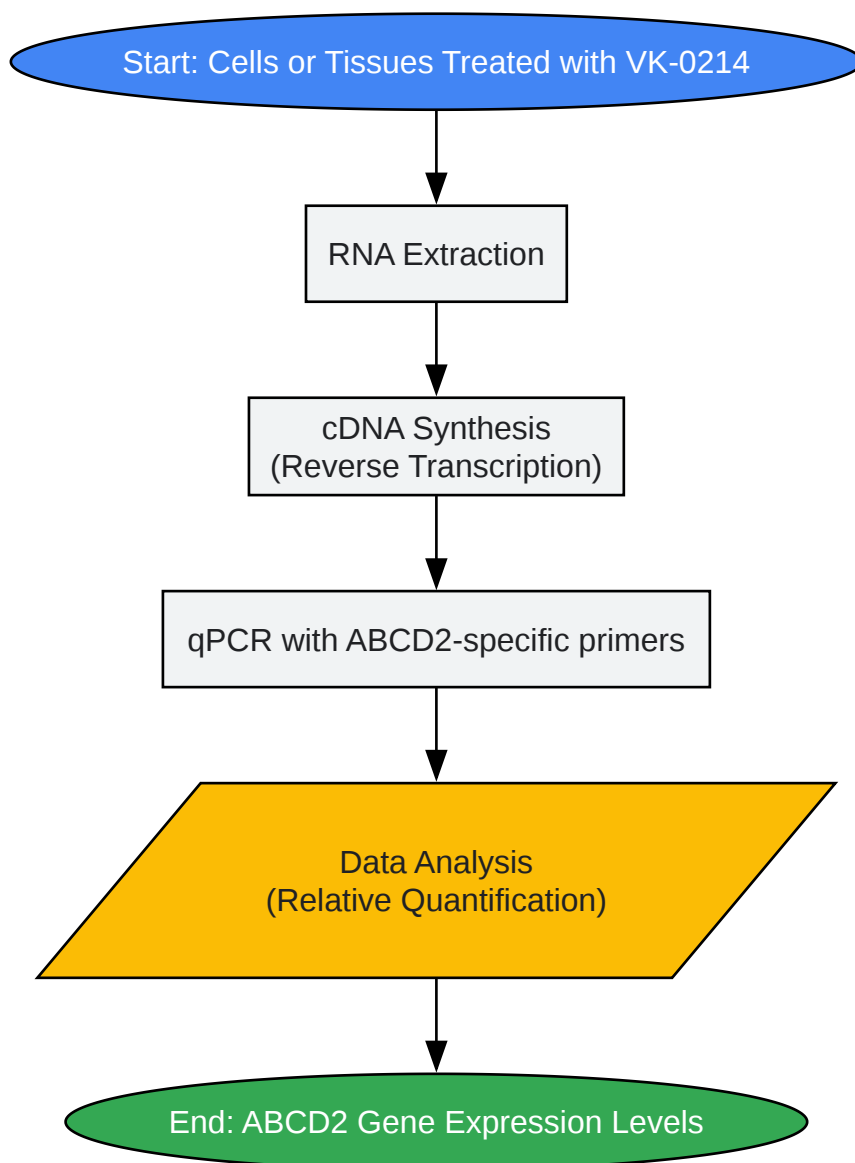 Start: Cells or Tissues Treated with VK-0214
RNA Extraction
cDNA Synthesis
(Reverse Transcription)
qPCR with ABCD2-specific primers
Data Analysis
(Relative Quantification)
End: ABCD2 Gene Expression Levels